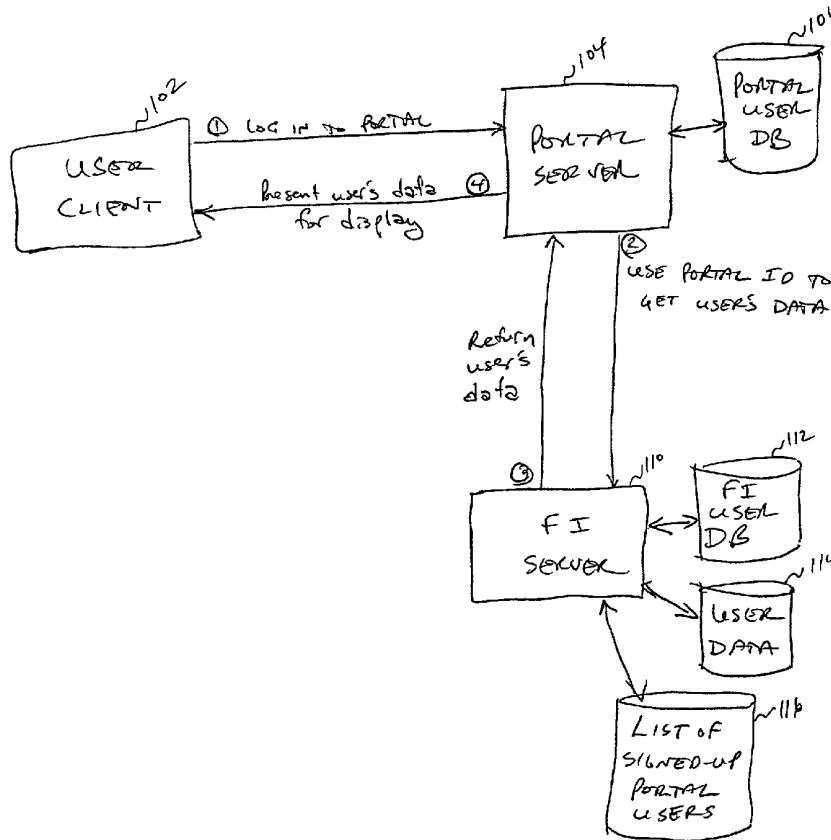 102
USER
CLIENT
① LOG IN TO PORTAL
④
Present user's data
for display
104
PORTAL
SERVER
PORTAL
USER
DB
②
USE PORTAL ID TO
GET USER'S DATA
Return
user's
data
③
110
FI
SERVER
112
FI
USER
DB
USER
DATA
116
LIST OF
SIGNED-UP
PORTAL
USERS